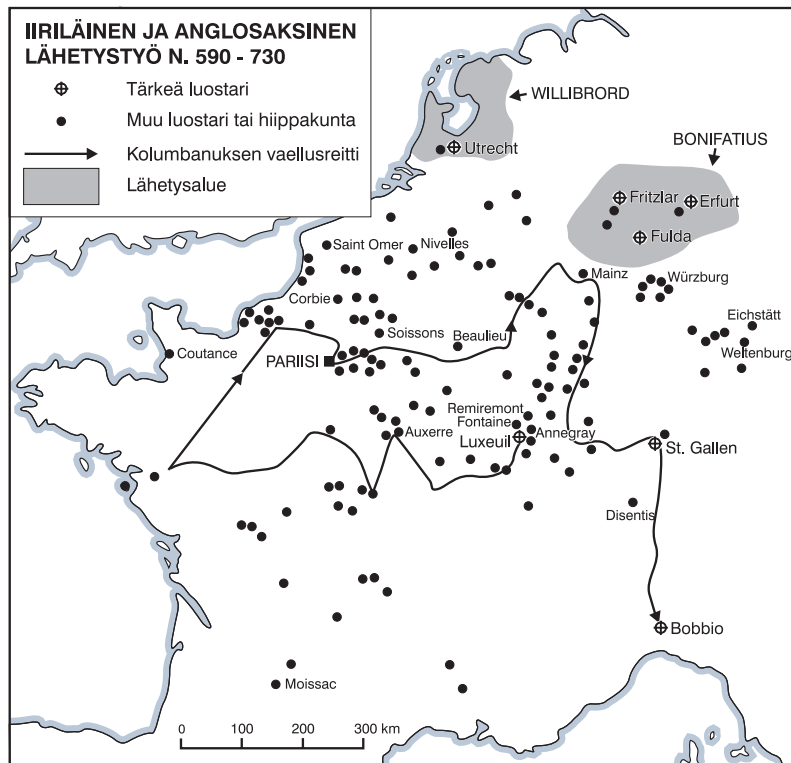 IIRILÄINEN JA ANGLOSAKSINEN
LÄHETYSTYÖ N. 590 - 730
Tärkeä luostari
Muu luostari tai hiippakunta
Kolumbanuksen vaellusreitti
Lähetysalue
WILLIBRORD
BONIFATIUS
Utrecht
Fritzlar
Erfurt
Fulda
Saint Omer
Nivelles
Mainz
Würzburg
Corbie
Soissons
Beaulieu
Eichstätt
Weltenburg
Coutance
PARIISI
Remiremont
Fontaine
Auxerre
Luxeuil
Annegray
St. Gallen
Disentis
Bobbio
Moissac
0 100 200 300 km